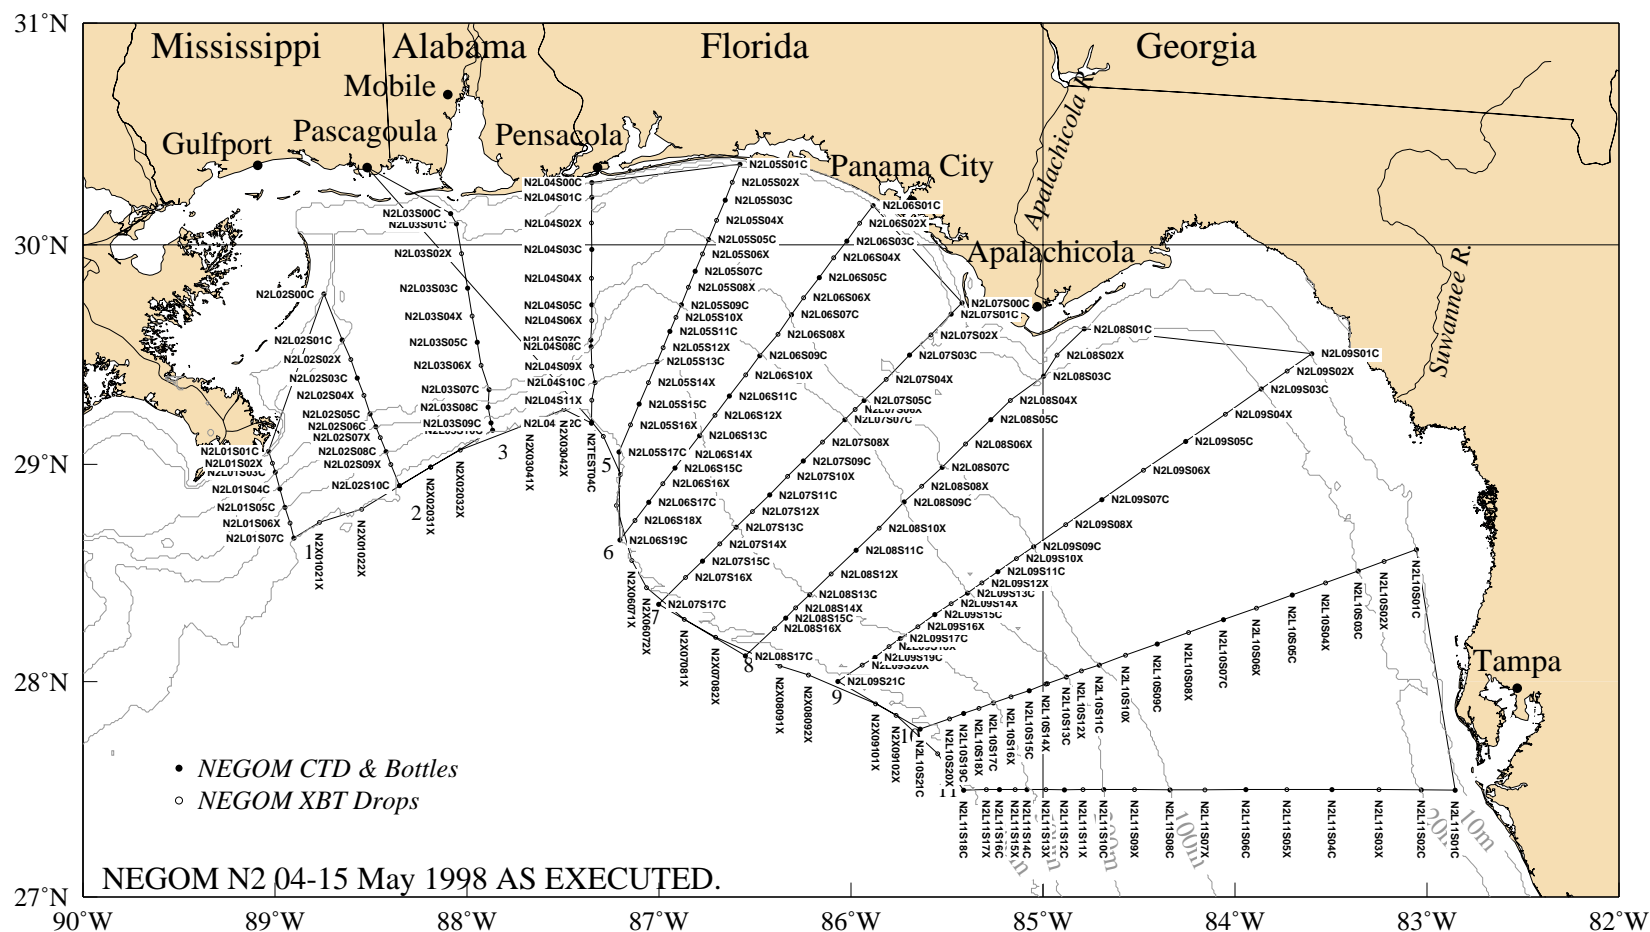 31°N
30°N
29°N
28°N
27°N
90°W
89°W
88°W
87°W
86°W
85°W
84°W
83°W
82°W
Mississippi
Alabama
Florida
Georgia
Mobile
Gulfport
Pascagoula
Pensacola
Panama City
Apalachicola
Tampa
Apalachicola R.
Suwannee R.
N2L01S01C
N2L01S02X
N2L01S03C
N2L01S04C
N2L01S05C
N2L01S06X
N2L01S07C
1
N2X01021X
N2X01022X
N2L02S00C
N2L02S01C
N2L02S02X
N2L02S03C
N2L02S04X
N2L02S05C
N2L02S06C
N2L02S07X
N2L02S08C
N2L02S09X
N2L02S10C
2
N2X02031X
N2X02032X
N2L03S00C
N2L03S01C
N2L03S02X
N2L03S03C
N2L03S04X
N2L03S05C
N2L03S06X
N2L03S07C
N2L03S08C
N2L03S09C
3
N2X03041X
N2X03042X
N2L04S00C
N2L04S01C
N2L04S02X
N2L04S03C
N2L04S04X
N2L04S05C
N2L04S06X
N2L04S07C
N2L04S08C
N2L04S09X
N2L04S10C
N2L04S11X
N2TEST04C
5
N2L05S01C
N2L05S02X
N2L05S03C
N2L05S04X
N2L05S05C
N2L05S06X
N2L05S07C
N2L05S08X
N2L05S09C
N2L05S10X
N2L05S11C
N2L05S12X
N2L05S13C
N2L05S14X
N2L05S15C
N2L05S16X
N2L05S17C
6
N2L06S01C
N2L06S02X
N2L06S03C
N2L06S04X
N2L06S05C
N2L06S06X
N2L06S07C
N2L06S08X
N2L06S09C
N2L06S10X
N2L06S11C
N2L06S12X
N2L06S13C
N2L06S14X
N2L06S15C
N2L06S16X
N2L06S17C
N2L06S18X
N2L06S19C
N2X06071X
N2X06072X
7
N2L07S00C
N2L07S01C
N2L07S02X
N2L07S03C
N2L07S04X
N2L07S05C
N2L07S06X
N2L07S07C
N2L07S08X
N2L07S09C
N2L07S10X
N2L07S11C
N2L07S12X
N2L07S13C
N2L07S14X
N2L07S15C
N2L07S16X
N2L07S17C
N2X07081X
N2X07082X
8
N2L08S01C
N2L08S02X
N2L08S03C
N2L08S04X
N2L08S05C
N2L08S06X
N2L08S07C
N2L08S08X
N2L08S09C
N2L08S10X
N2L08S11C
N2L08S12X
N2L08S13C
N2L08S14X
N2L08S15C
N2L08S16X
N2L08S17C
N2X08091X
N2X08092X
9
N2L09S01C
N2L09S02X
N2L09S03C
N2L09S04X
N2L09S05C
N2L09S06X
N2L09S07C
N2L09S08X
N2L09S09C
N2L09S10X
N2L09S11C
N2L09S12X
N2L09S13C
N2L09S14X
N2L09S15C
N2L09S16X
N2L09S17C
N2L09S19C
N2L09S20X
N2L09S21C
N2X09101X
N2X09102X
N2L10S01C
N2L10S02X
N2L10S03C
N2L10S04X
N2L10S05C
N2L10S06X
N2L10S07C
N2L10S08X
N2L10S09C
N2L10S10X
N2L10S11C
N2L10S12X
N2L10S13C
N2L10S14X
N2L10S15C
N2L10S16X
N2L10S17C
N2L10S18X
N2L10S19C
N2L10S20X
N2L10S21C
11
N2L11S18C
N2L11S17X
N2L11S16C
N2L11S15X
N2L11S14C
N2L11S13X
N2L11S12C
N2L11S11X
N2L11S10C
N2L11S09X
N2L11S08C
N2L11S07X
N2L11S06C
N2L11S05X
N2L11S04C
N2L11S03X
N2L11S02C
N2L11S01C
100m
20m
10m
NEGOM CTD & Bottles
NEGOM XBT Drops
NEGOM N2 04-15 May 1998 AS EXECUTED.